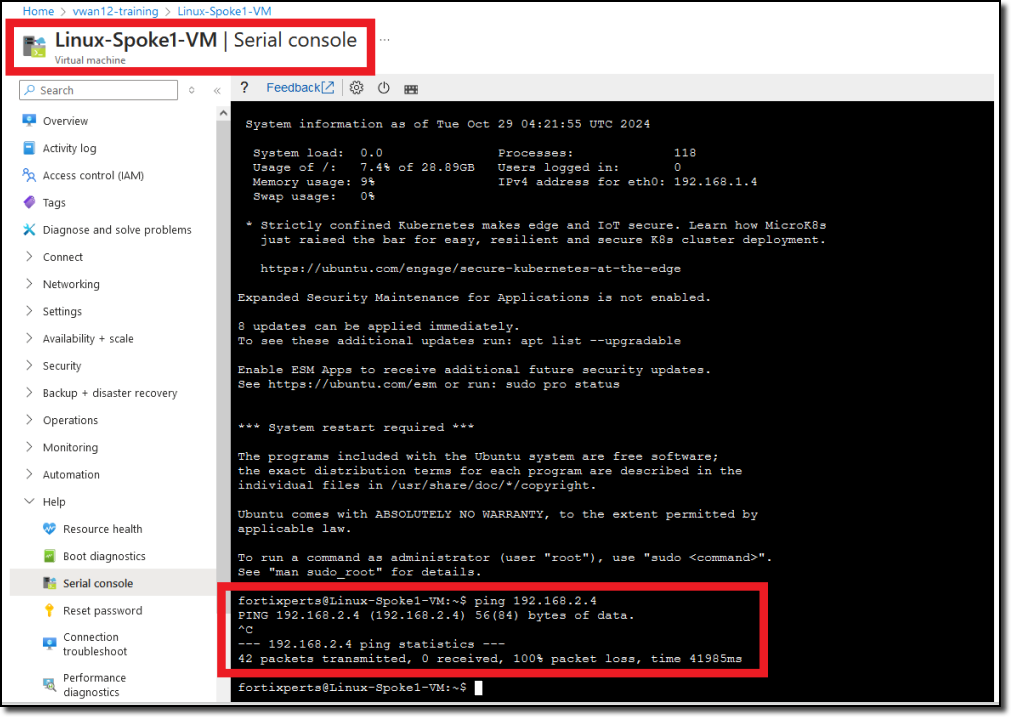 Home > vwan12-training > Linux-Spoke1-VM
Linux-Spoke1-VM | Serial console ...
Virtual machine
Search
«
? Feedback
Overview
Activity log
Access control (IAM)
Tags
Diagnose and solve problems
Connect
Networking
Settings
Availability + scale
Security
Backup + disaster recovery
Operations
Monitoring
Automation
Help
Resource health
Boot diagnostics
Serial console
Reset password
Connection
troubleshoot
Performance
diagnostics
System information as of Tue Oct 29 04:21:55 UTC 2024
System load: 0.0 Processes: 118
Usage of /: 7.4% of 28.89GB Users logged in: 0
Memory usage: 9% IPv4 address for eth0: 192.168.1.4
Swap usage: 0%
* Strictly confined Kubernetes makes edge and IoT secure. Learn how MicroK8s
just raised the bar for easy, resilient and secure K8s cluster deployment.
https://ubuntu.com/engage/secure-kubernetes-at-the-edge
Expanded Security Maintenance for Applications is not enabled.
8 updates can be applied immediately.
To see these additional updates run: apt list --upgradable
Enable ESM Apps to receive additional future security updates.
See https://ubuntu.com/esm or run: sudo pro status
*** System restart required ***
The programs included with the Ubuntu system are free software;
the exact distribution terms for each program are described in the
individual files in /usr/share/doc/*/copyright.
Ubuntu comes with ABSOLUTELY NO WARRANTY, to the extent permitted by
applicable law.
To run a command as administrator (user "root"), use "sudo <command>".
See "man sudo_root" for details.
fortixperts@Linux-Spoke1-VM:~$ ping 192.168.2.4
PING 192.168.2.4 (192.168.2.4) 56(84) bytes of data.
^C
--- 192.168.2.4 ping statistics ---
42 packets transmitted, 0 received, 100% packet loss, time 41985ms
fortixperts@Linux-Spoke1-VM:~$